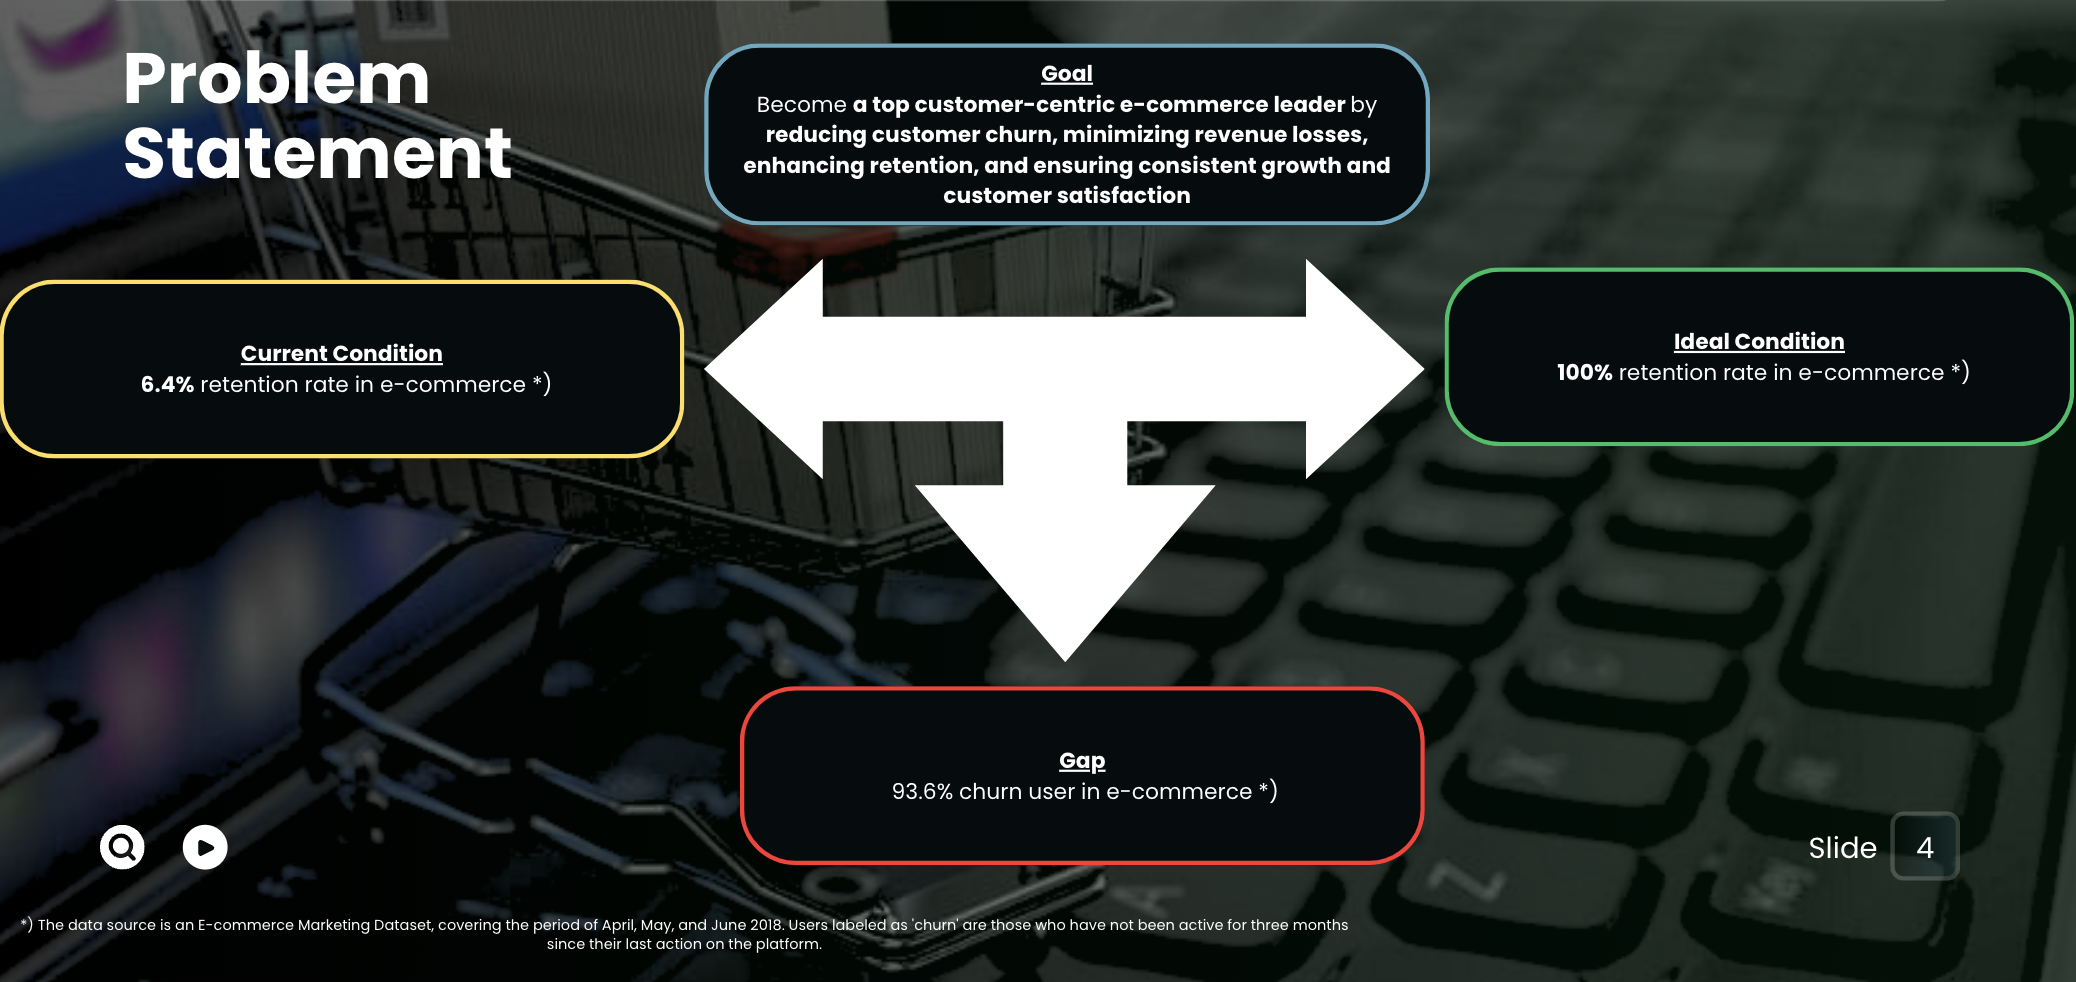 Problem
Statement
Goal
Become a top customer-centric e-commerce leader by
reducing customer churn, minimizing revenue losses,
enhancing retention, and ensuring consistent growth and
customer satisfaction
Current Condition
6.4% retention rate in e-commerce *)
Ideal Condition
100% retention rate in e-commerce *)
Gap
93.6% churn user in e-commerce *)
Slide 4
*) The data source is an E-commerce Marketing Dataset, covering the period of April, May, and June 2018. Users labeled as 'churn' are those who have not been active for three months
since their last action on the platform.
A
Z
X